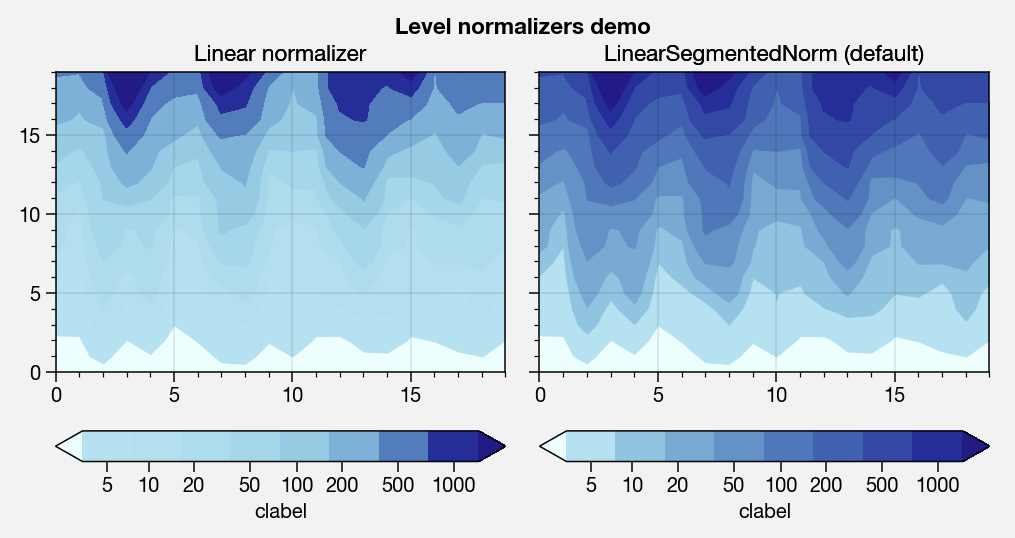 Level normalizers demo
Linear normalizer
15
10
5
0
0 5 10 15
5 10 20 50 100 200 500 1000
clabel
LinearSegmentedNorm (default)
0 5 10 15
5 10 20 50 100 200 500 1000
clabel